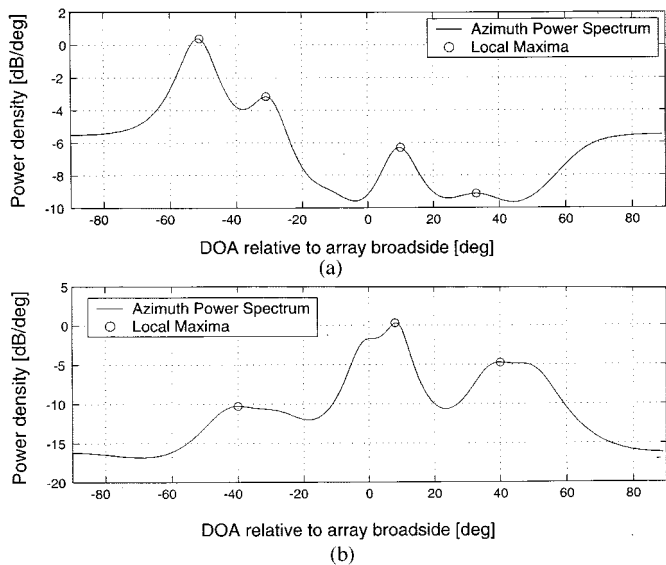 Power density [dB/deg]
2
0
-2
-4
-6
-8
-10
Azimuth Power Spectrum
Local Maxima
-80 -60 -40 -20 0 20 40 60 80
DOA relative to array broadside [deg]
(a)
Power density [dB/deg]
5
0
-5
-10
-15
-20
Azimuth Power Spectrum
Local Maxima
-80 -60 -40 -20 0 20 40 60 80
DOA relative to array broadside [deg]
(b)